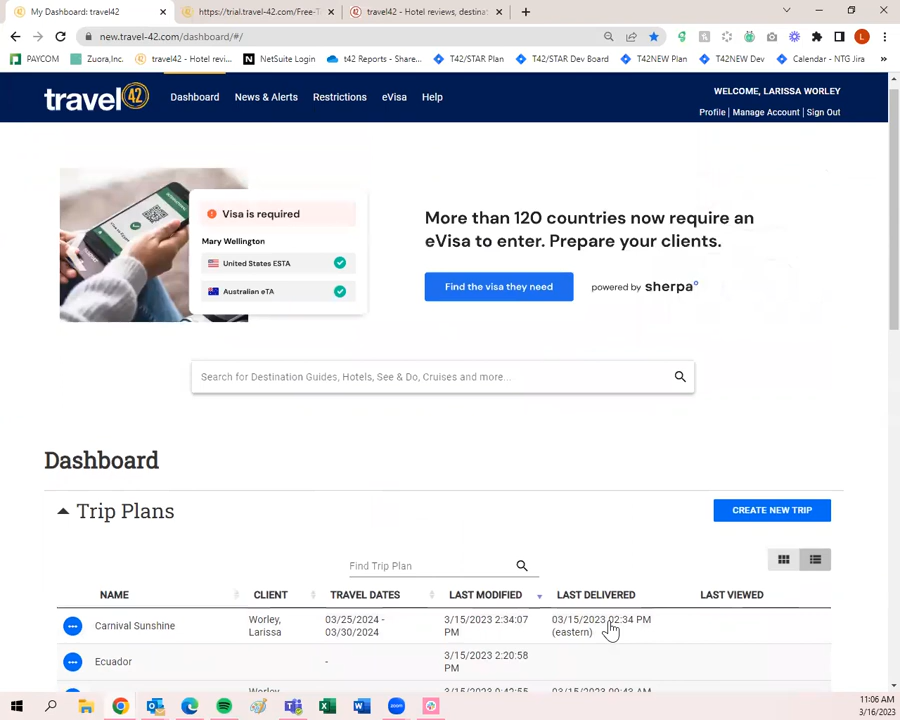 My Dashboard: travel42
https://trial.travel-42.com/Free-T
travel42 - Hotel reviews, destina
new.travel-42.com/dashboard/#/
PAYCOM
Zuora,Inc.
travel42 - Hotel revi...
NetSuite Login
t42 Reports - Share...
T42/STAR Plan
T42/STAR Dev Board
T42NEW Plan
T42NEW Dev
Calendar - NTG Jira
travel 42
Dashboard
News & Alerts
Restrictions
eVisa
Help
WELCOME, LARISSA WORLEY
Profile | Manage Account | Sign Out
Visa is required
Mary Wellington
United States ESTA
Australian eTA
More than 120 countries now require an
eVisa to enter. Prepare your clients.
Find the visa they need
powered by sherpa°
Search for Destination Guides, Hotels, See & Do, Cruises and more...
Dashboard
Trip Plans
CREATE NEW TRIP
Find Trip Plan
NAME CLIENT TRAVEL DATES LAST MODIFIED LAST DELIVERED LAST VIEWED
Carnival Sunshine
Worley,
Larissa
03/25/2024 -
03/30/2024
3/15/2023 2:34:07
PM
03/15/2023 02:34 PM
(eastern)
Ecuador
-
3/15/2023 2:20:58
PM
11:06 AM
3/16/2023